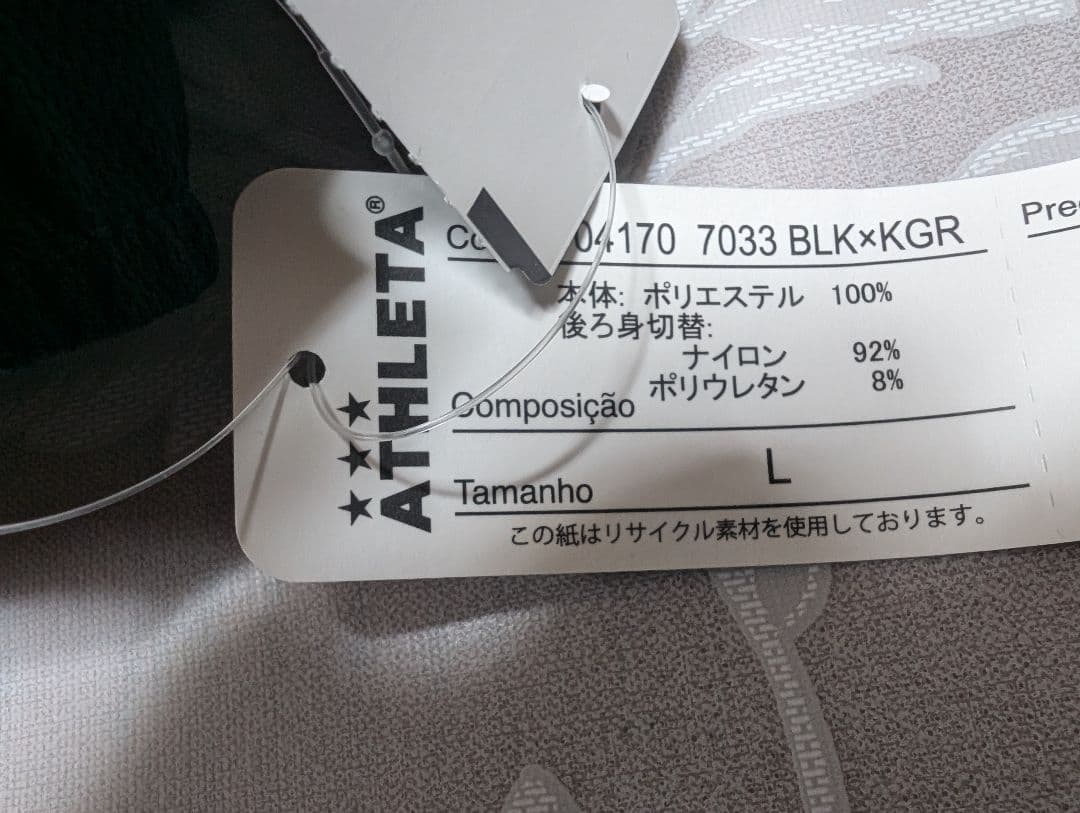 ATHLETA®
04170 7033 BLK×KGR
本体: ポリエステル 100%
後ろ身切替:
ナイロン 92%
ポリウレタン 8%
Composição
Tamanho L
この紙はリサイクル素材を使用しております。